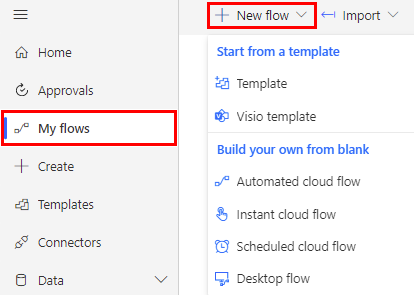 Home
Approvals
My flows
Create
Templates
Connectors
Data
New flow
Import
Start from a template
Template
Visio template
Build your own from blank
Automated cloud flow
Instant cloud flow
Scheduled cloud flow
Desktop flow